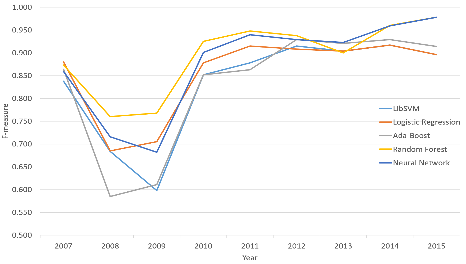 1.000
0.950
0.900
0.850
0.800
0.750
0.700
0.650
0.600
0.550
0.500
F-measure
2007 2008 2009 2010 2011 2012 2013 2014 2015
Year
LibSVM
Logistic Regression
Ada Boost
Random Forest
Neural Network